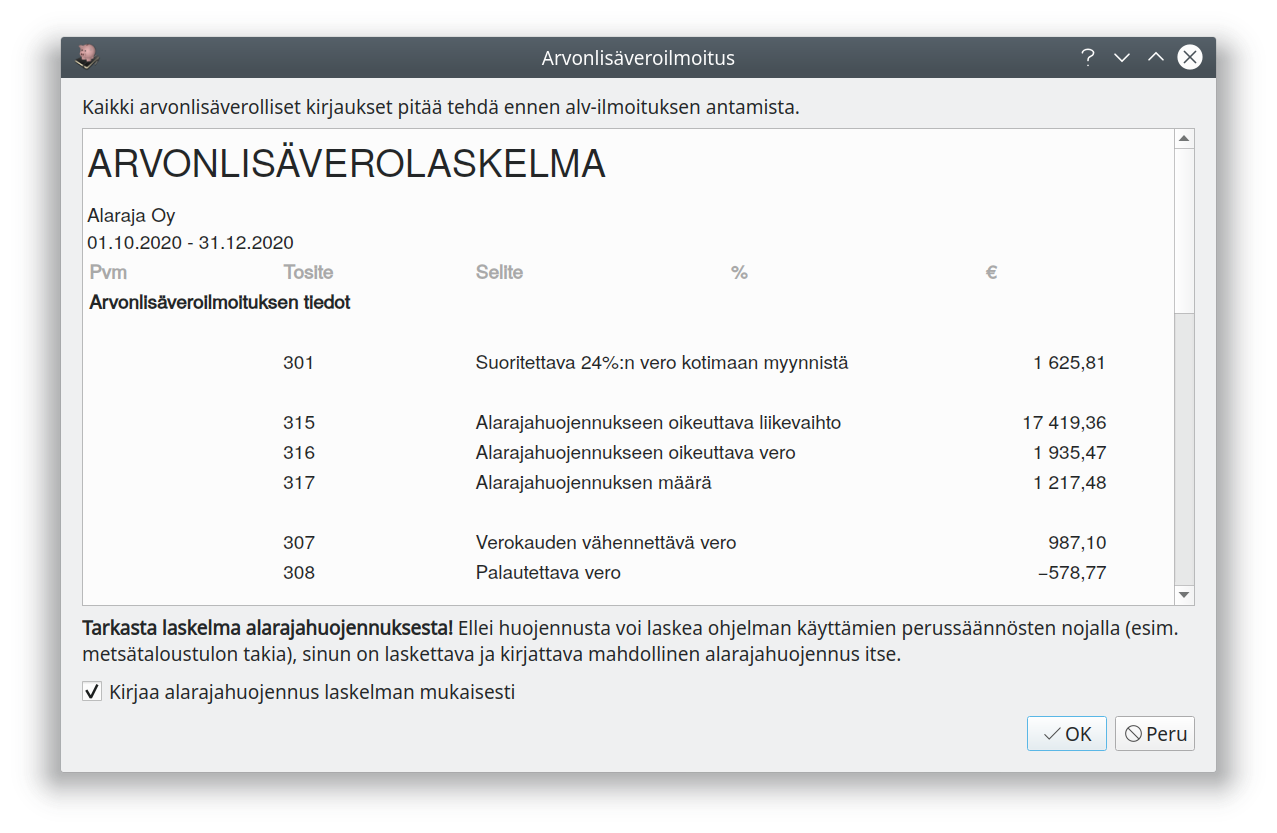 Arvonlisäveroilmoitus
Kaikki arvonlisäverolliset kirjaukset pitää tehdä ennen alv-ilmoituksen antamista.
ARVONLISÄVEROLASKELMA
Alaraja Oy
01.10.2020 - 31.12.2020
Pvm Tosite Selite % €
Arvonlisäveroilmoituksen tiedot
301 Suoritettava 24%:n vero kotimaan myynnistä 1 625,81
315 Alarajahuojennukseen oikeuttava liikevaihto 17 419,36
316 Alarajahuojennukseen oikeuttava vero 1 935,47
317 Alarajahuojennuksen määrä 1 217,48
307 Verokauden vähennettävä vero 987,10
308 Palautettava vero −578,77
Tarkasta laskelma alarajahuojennuksesta! Ellei huojennusta voi laskea ohjelman käyttämien perussäännösten nojalla (esim.
metsätaloustulon takia), sinun on laskettava ja kirjattava mahdollinen alarajahuojennus itse.
Kirjaa alarajahuojennus laskelman mukaisesti
OK Peru